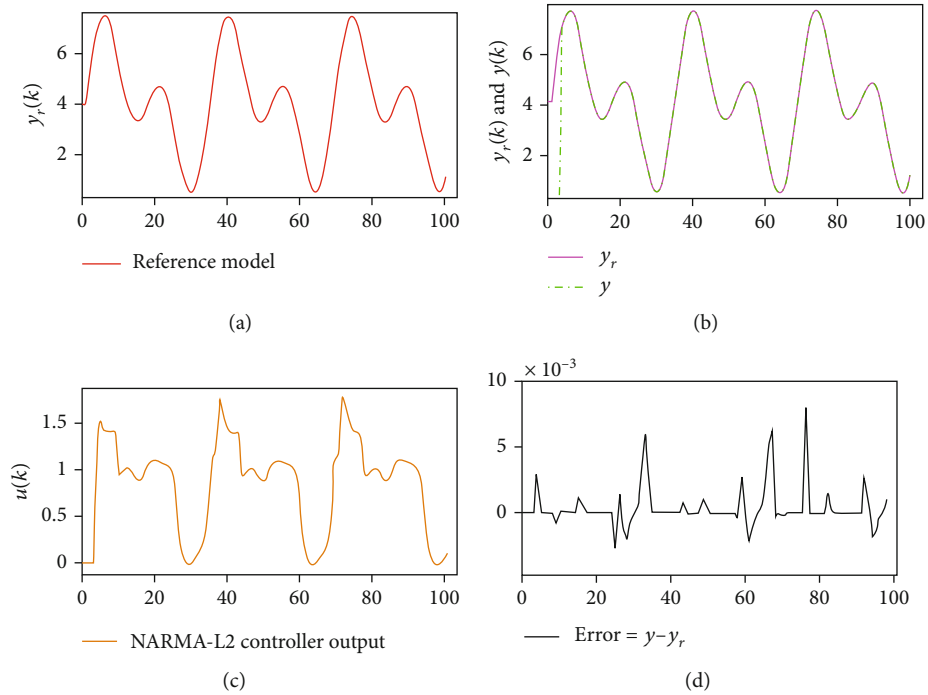 y_r(k)
6
4
2
0 20 40 60 80 100
Reference model
(a)
y_r(k) and y(k)
6
4
2
0 20 40 60 80 100
y_r
y
(b)
u(k)
1.5
1
0.5
0
0 20 40 60 80 100
NARMA-L2 controller output
(c)
× 10⁻³
10
5
0
0 20 40 60 80 100
Error = y–y_r
(d)